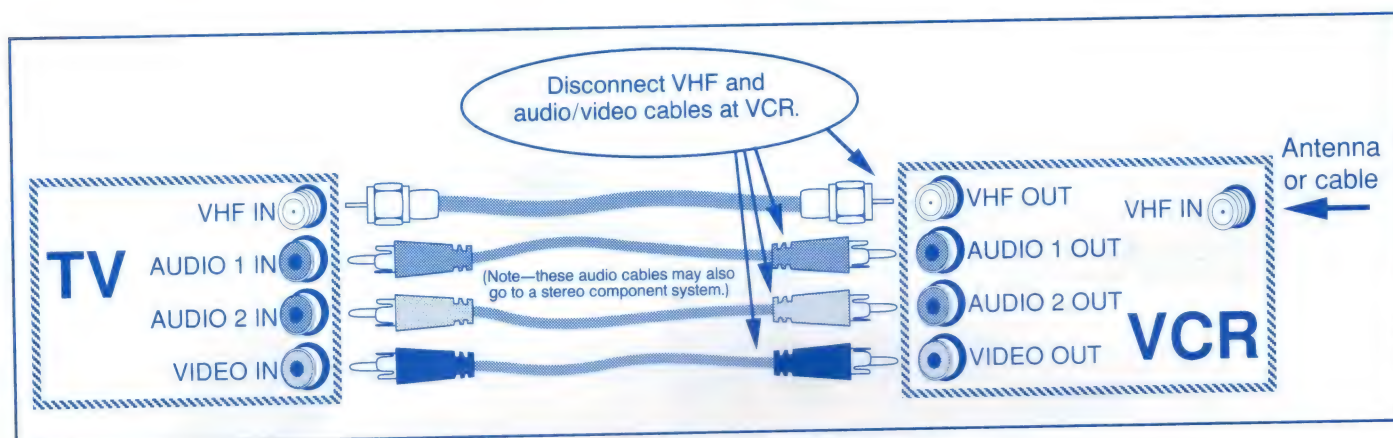 Disconnect VHF and
audio/video cables at VCR.
Antenna
or cable
TV
VHF IN
AUDIO 1 IN
AUDIO 2 IN
VIDEO IN
(Note—these audio cables may also
go to a stereo component system.)
VHF OUT
VHF IN
AUDIO 1 OUT
AUDIO 2 OUT
VIDEO OUT
VCR